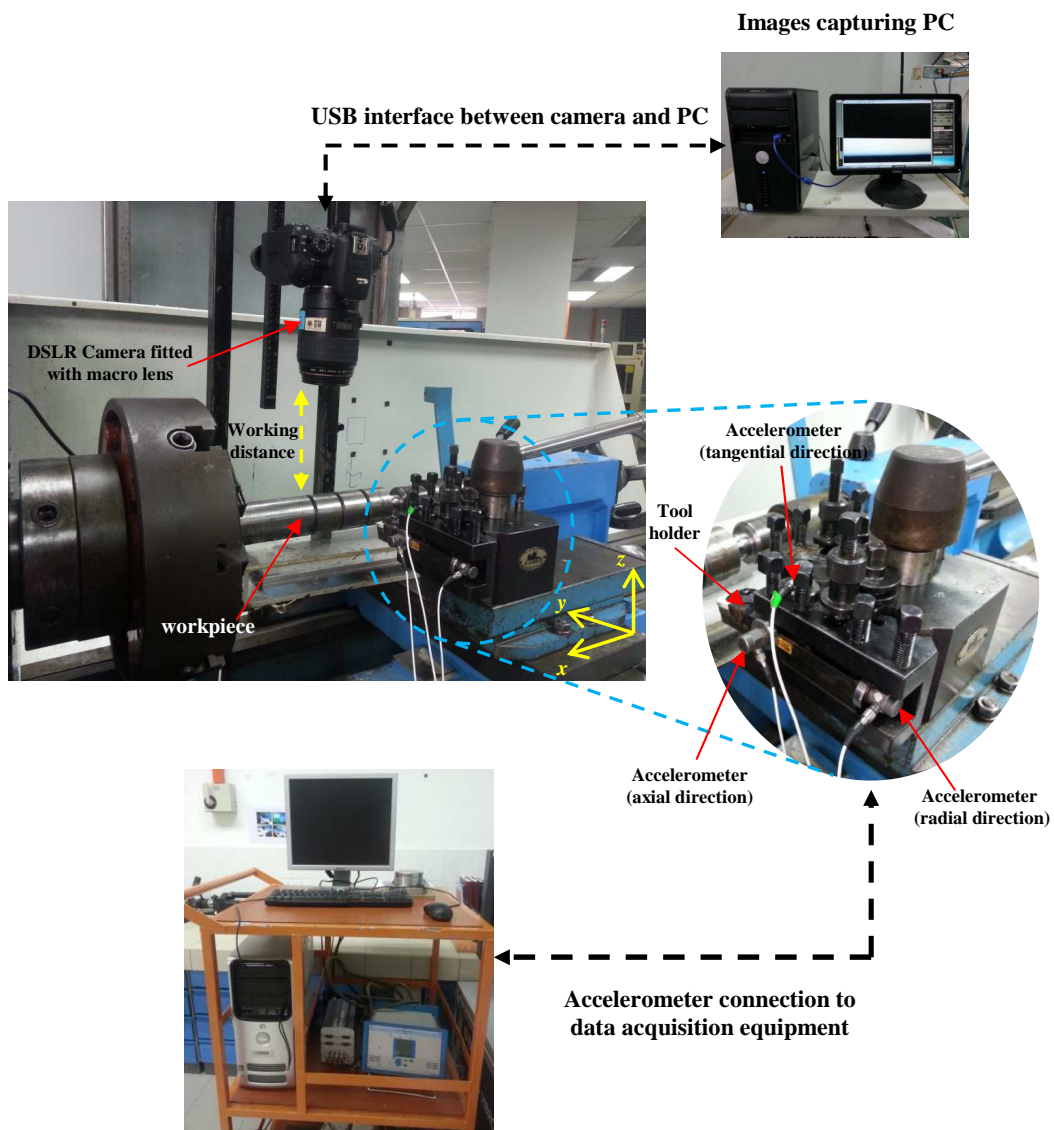 Images capturing PC
USB interface between camera and PC
DSLR Camera fitted
with macro lens
Working
distance
workpiece
z
y
x
Accelerometer
(tangential direction)
Tool
holder
Accelerometer
(axial direction)
Accelerometer
(radial direction)
Accelerometer connection to
data acquisition equipment